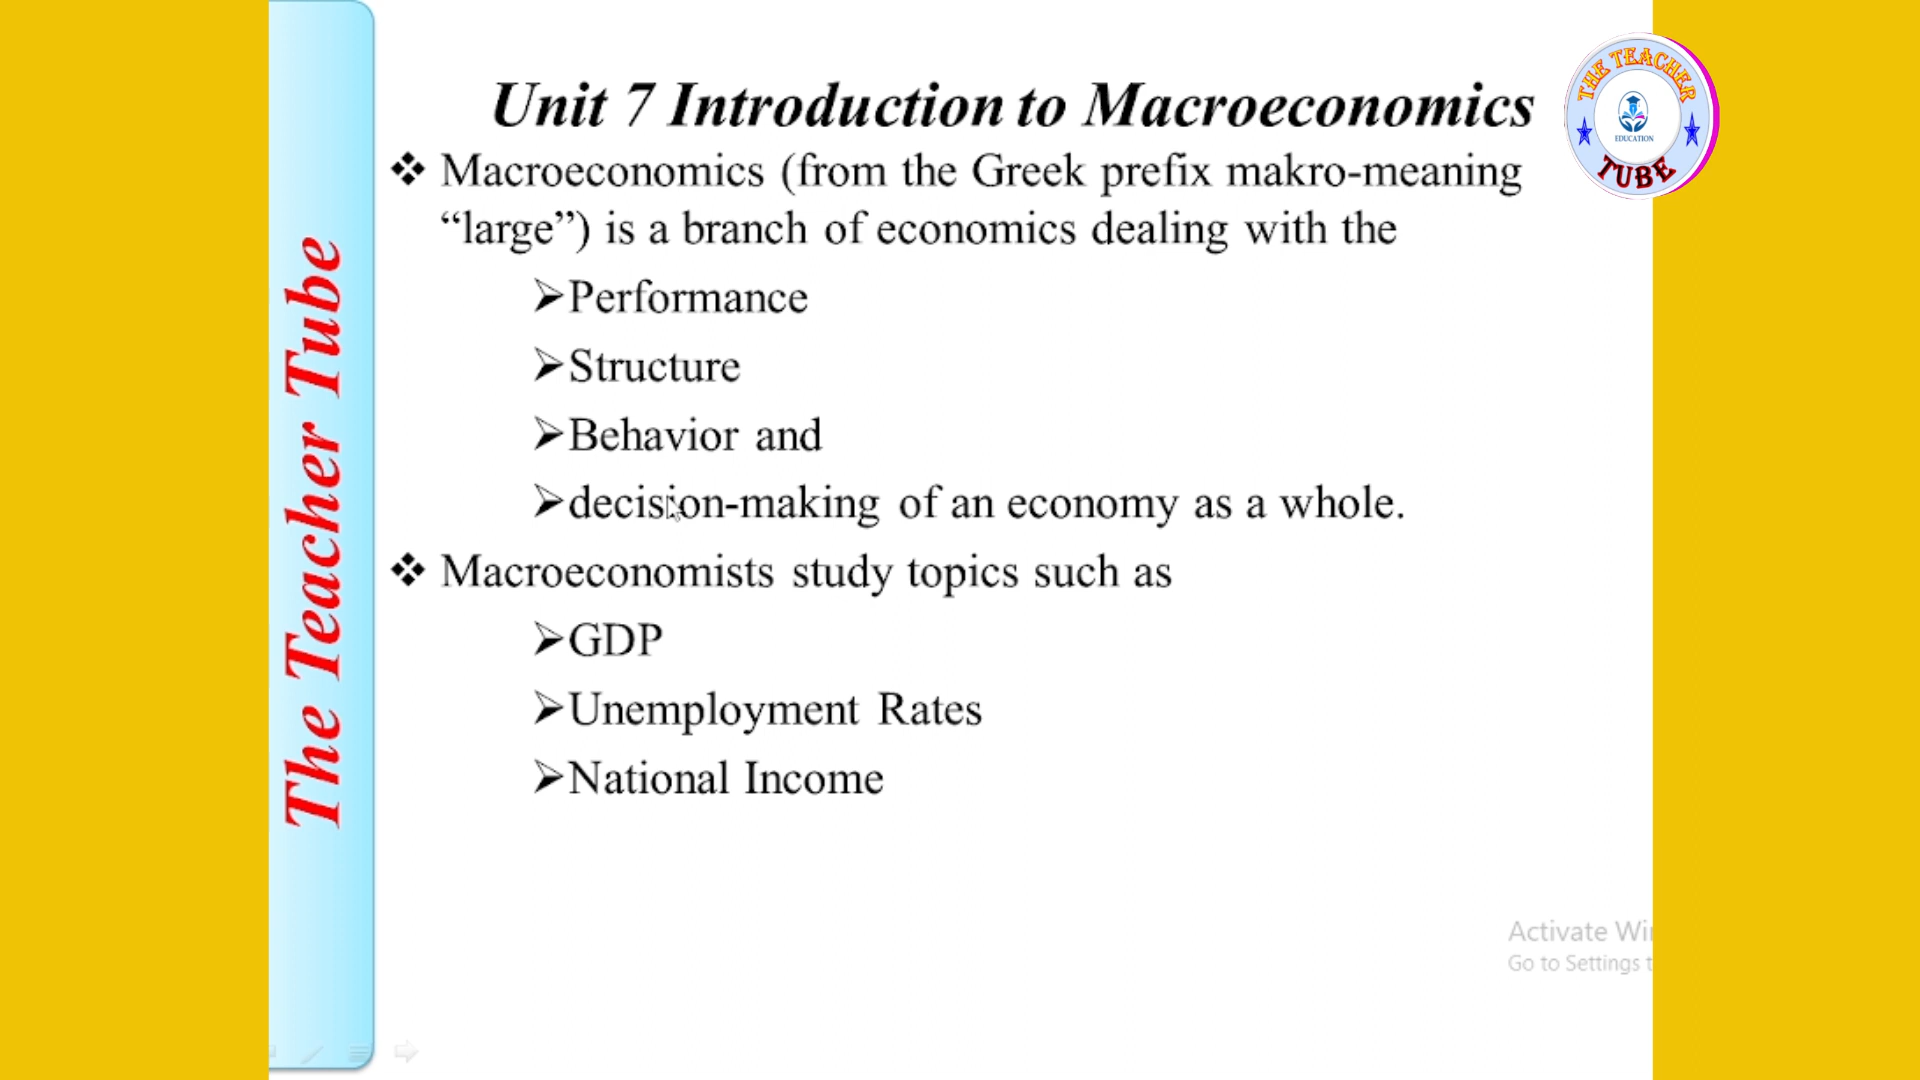 Unit 7 Introduction to Macroeconomics
❖ Macroeconomics (from the Greek prefix makro-meaning
“large”) is a branch of economics dealing with the
➢Performance
➢Structure
➢Behavior and
➢decision-making of an economy as a whole.
❖ Macroeconomists study topics such as
➢GDP
➢Unemployment Rates
➢National Income
The Teacher Tube
THE TEACHER
EDUCATION
TUBE
Activate
Go to Settings